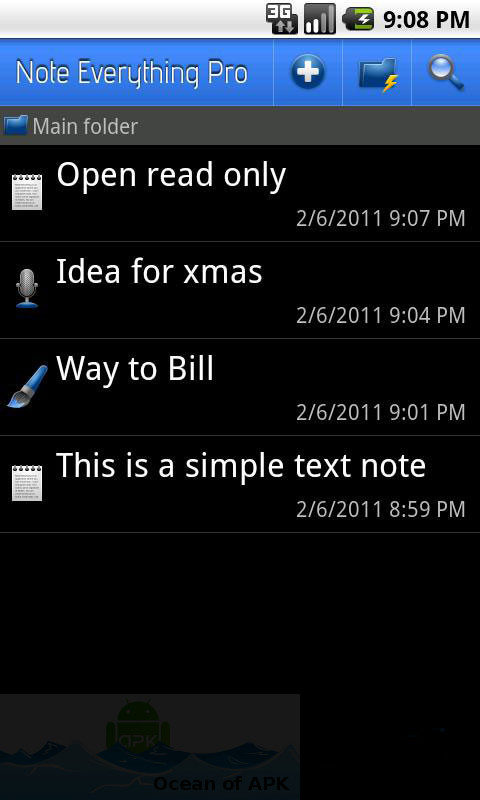 3G 9:08 PM
Note Everything Pro
Main folder
Open read only
2/6/2011 9:07 PM
Idea for xmas
2/6/2011 9:04 PM
Way to Bill
2/6/2011 9:01 PM
This is a simple text note
2/6/2011 8:59 PM
APK
Ocean of APK